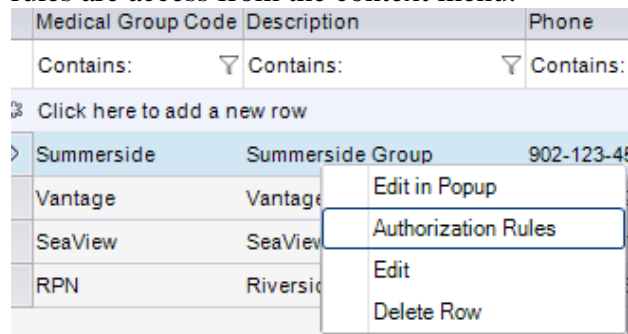 rules are access from the context menu.
Medical Group Code Description Phone
Contains: Contains: Contains:
Click here to add a new row
Summerside Summerside Group 902-123-45
Vantage Vantage
Edit in Popup
SeaView SeaView
Authorization Rules
Edit
RPN Riversid
Delete Row